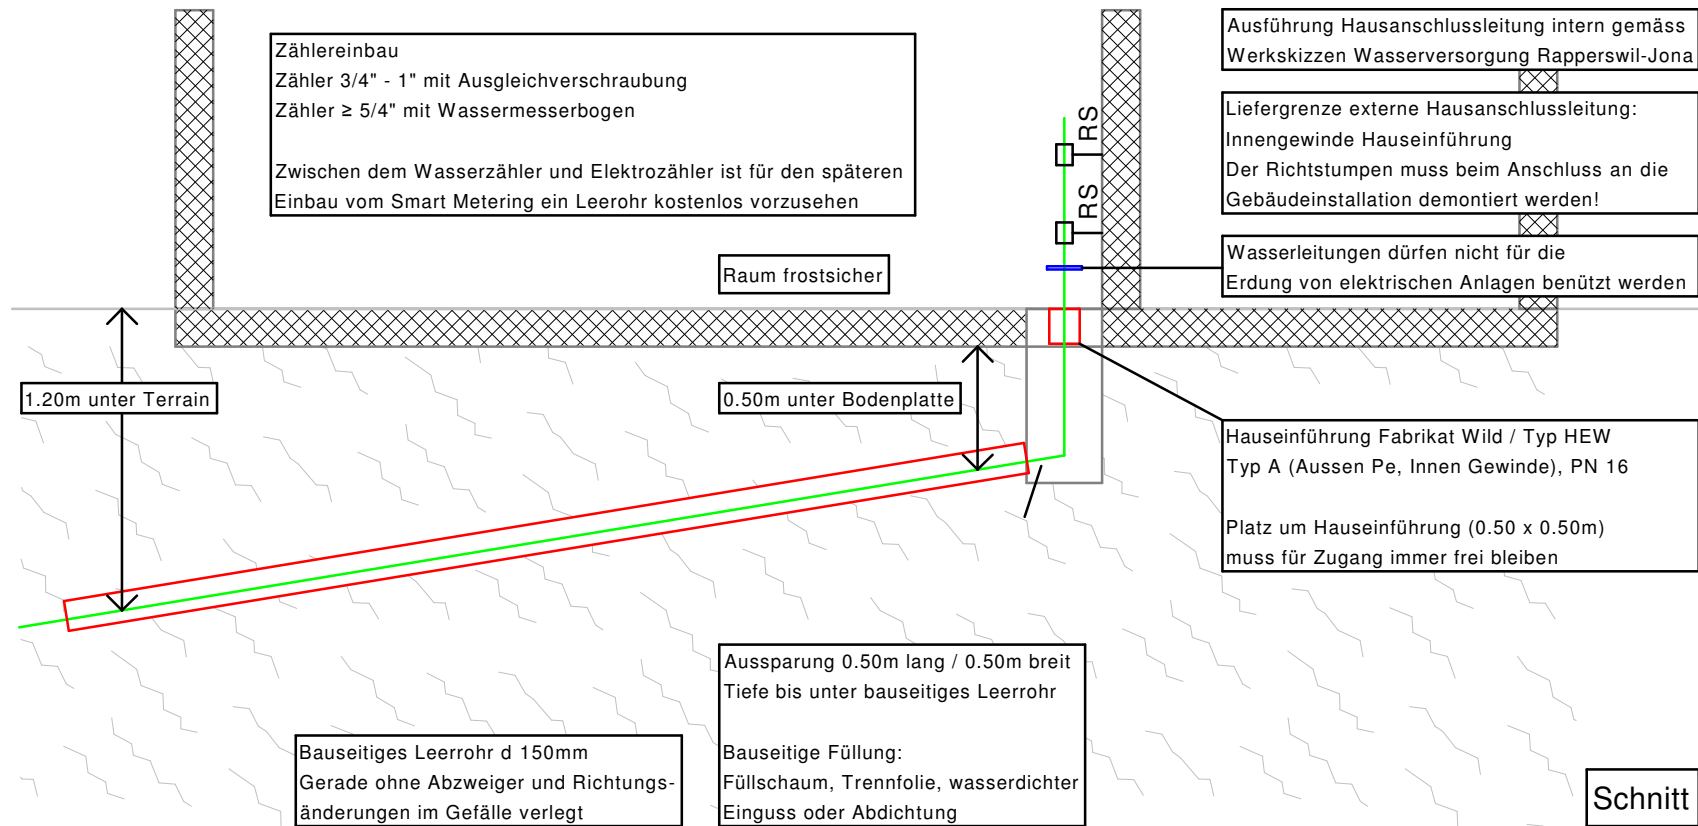 Zählereinbau
Zähler 3/4" - 1" mit Ausgleichverschraubung
Zähler ≥ 5/4" mit Wassermesserbogen
Zwischen dem Wasserzähler und Elektrozähler ist für den späteren
Einbau vom Smart Metering ein Leerohr kostenlos vorzusehen
Ausführung Hausanschlussleitung intern gemäss
Werkskizzen Wasserversorgung Rapperswil-Jona
Liefergrenze externe Hausanschlussleitung:
Innengewinde Hauseinführung
Der Richtstumpen muss beim Anschluss an die
Gebäudeinstallation demontiert werden!
RS
RS
Wasserleitungen dürfen nicht für die
Erdung von elektrischen Anlagen benützt werden
Raum frostsicher
1.20m unter Terrain
0.50m unter Bodenplatte
Hauseinführung Fabrikat Wild / Typ HEW
Typ A (Aussen Pe, Innen Gewinde), PN 16
Platz um Hauseinführung (0.50 x 0.50m)
muss für Zugang immer frei bleiben
Aussparung 0.50m lang / 0.50m breit
Tiefe bis unter bauseitiges Leerrohr
Bauseitige Füllung:
Füllschaum, Trennfolie, wasserdichter
Einguss oder Abdichtung
Bauseitiges Leerrohr d 150mm
Gerade ohne Abzweiger und Richtungs-
änderungen im Gefälle verlegt
Schnitt